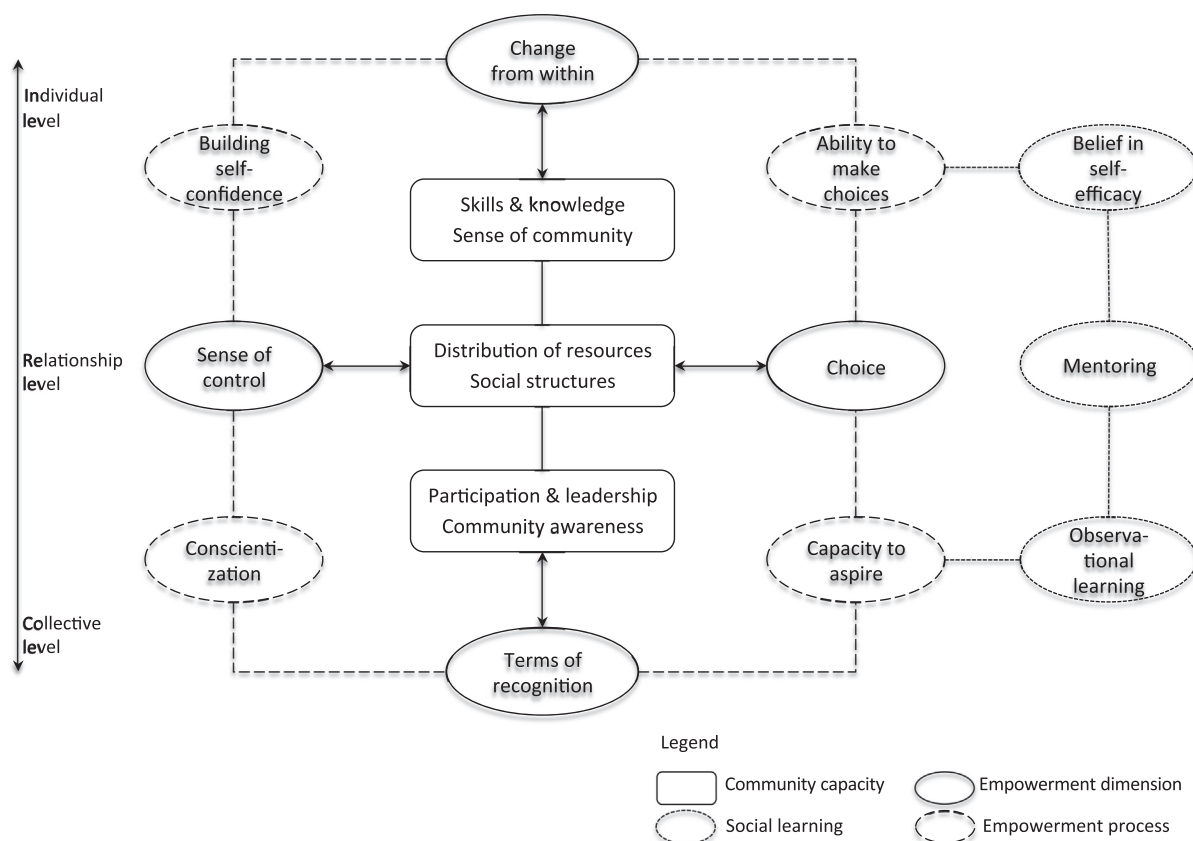 Change
from within
Individual
level
Building
self-
confidence
Ability to
make
choices
Belief in
self-
efficacy
Skills & knowledge
Sense of community
Relationship
level
Sense of
control
Distribution of resources
Social structures
Choice
Mentoring
Participation & leadership
Community awareness
Conscienti-
zation
Capacity to
aspire
Observa-
tional
learning
Collective
level
Terms of
recognition
Legend
Community capacity
Empowerment dimension
Social learning
Empowerment process